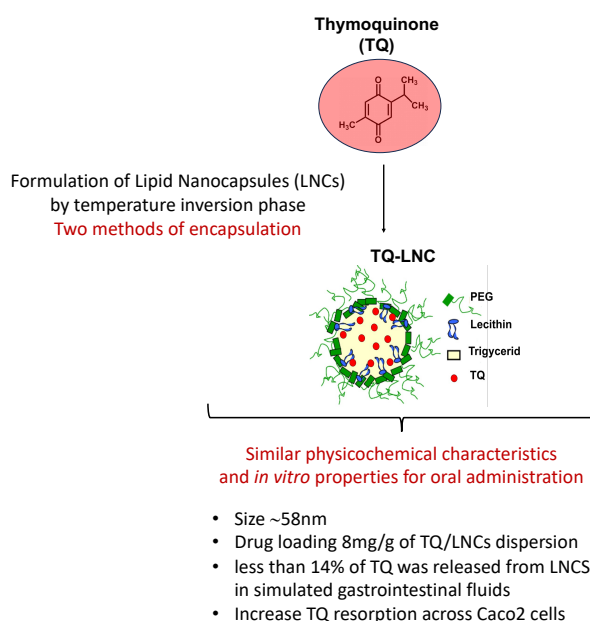 Thymoquinone
(TQ)
O
CH₃
CH₃
H₃C
O
Formulation of Lipid Nanocapsules (LNCs)
by temperature inversion phase
Two methods of encapsulation
TQ-LNC
PEG
Lecithin
Trigycerid
TQ
Similar physicochemical characteristics
and in vitro properties for oral administration
• Size ~58nm
• Drug loading 8mg/g of TQ/LNCs dispersion
• less than 14% of TQ was released from LNCS
in simulated gastrointestinal fluids
• Increase TQ resorption across Caco2 cells